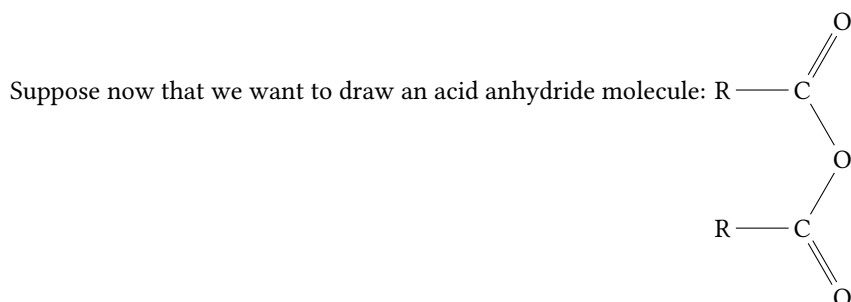 O
Suppose now that we want to draw an acid anhydride molecule: R C
O
R C
O